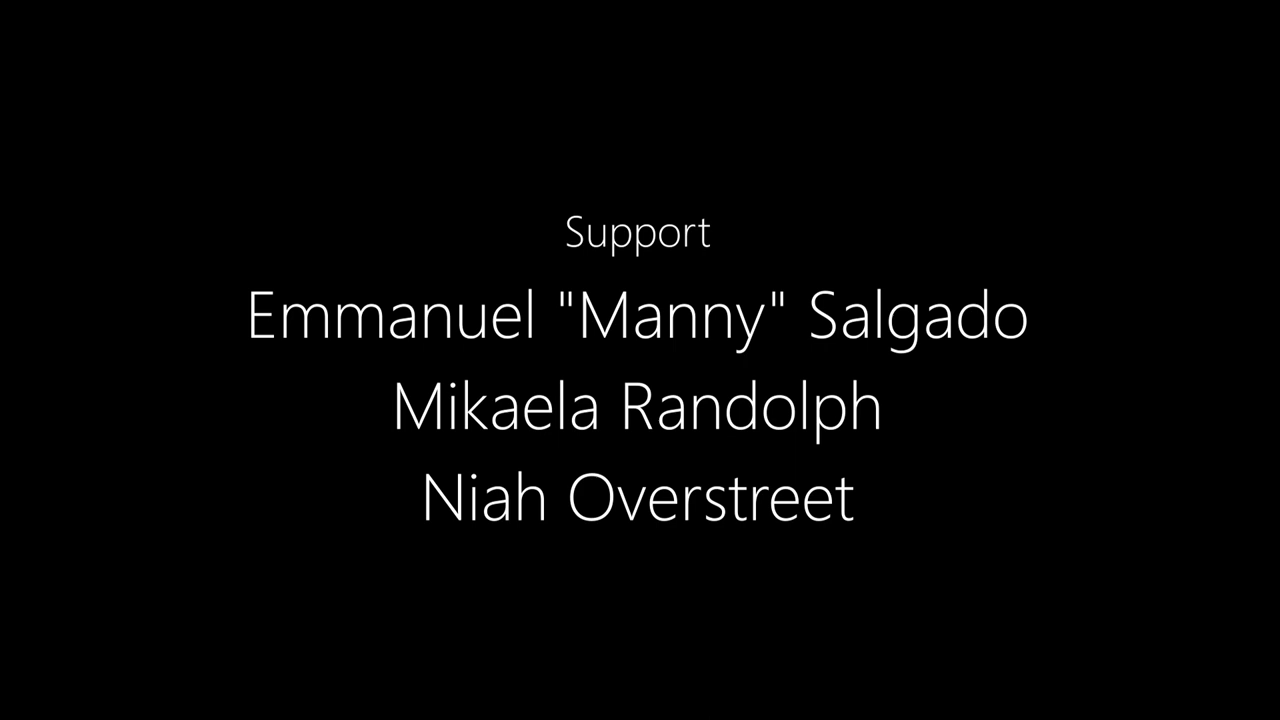 Support
Emmanuel "Manny" Salgado
Mikaela Randolph
Niah Overstreet